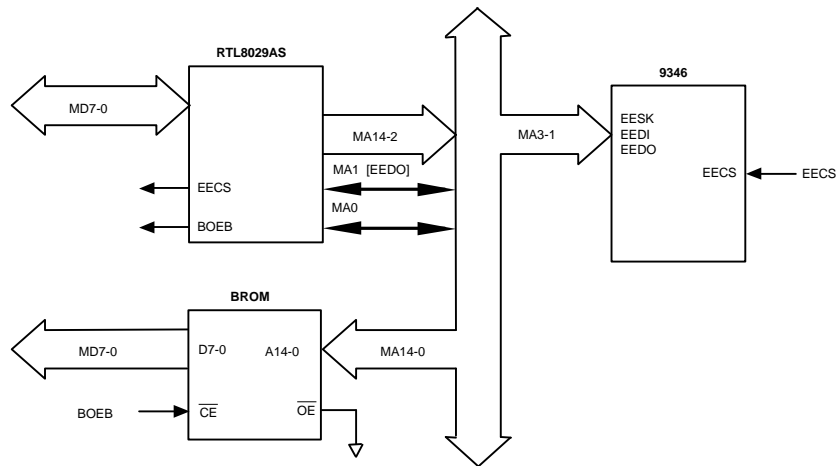 RTL8029AS
9346
MD7-0
EESK
EEDI
EEDO
MA14-2
MA3-1
MA1 [EEDO]
EECS
EECS
EECS
MA0
BOEB
BROM
MD7-0
D7-0
A14-0
MA14-0
BOEB
CE
OE